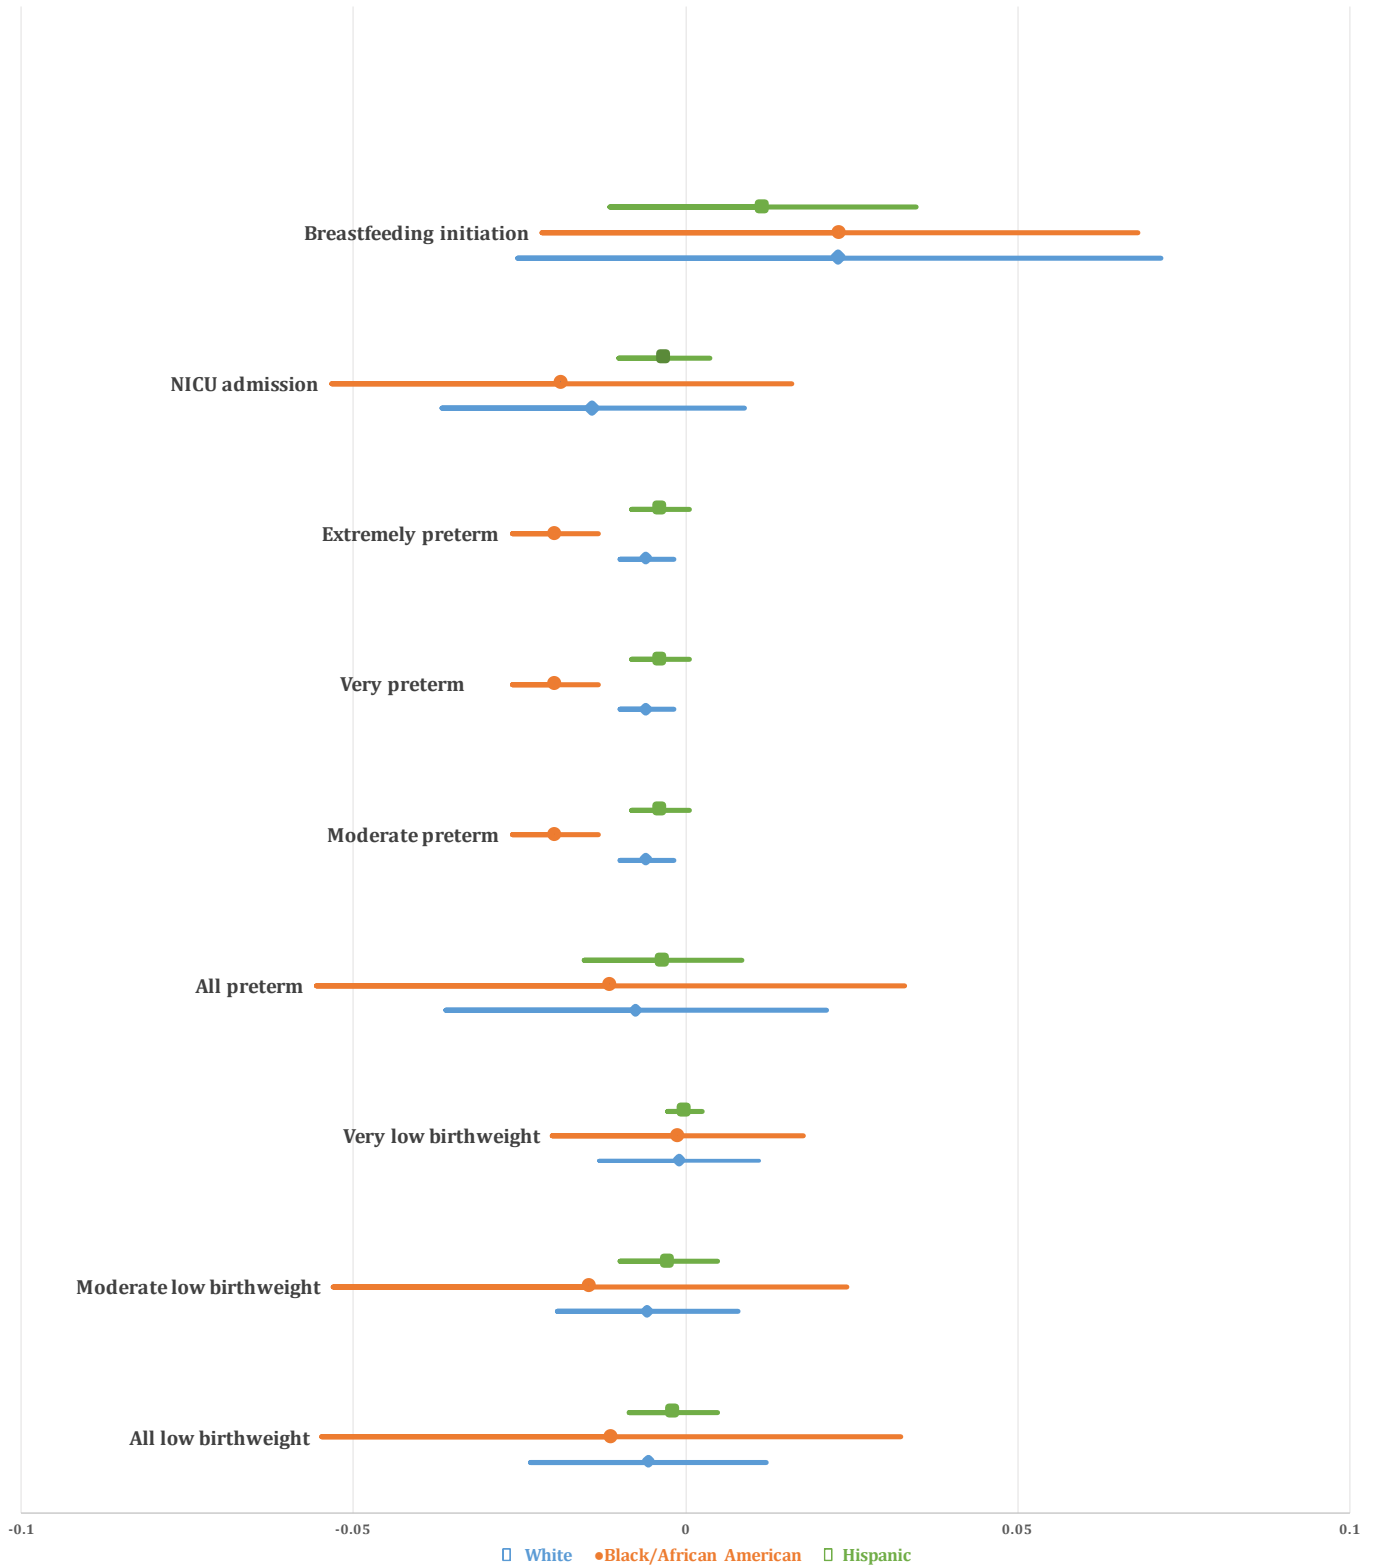 Breastfeeding initiation
NICU admission
Extremely preterm
Very preterm
Moderate preterm
All preterm
Very low birthweight
Moderate low birthweight
All low birthweight
-0.1 -0.05 0 0.05 0.1
White Black/African American Hispanic